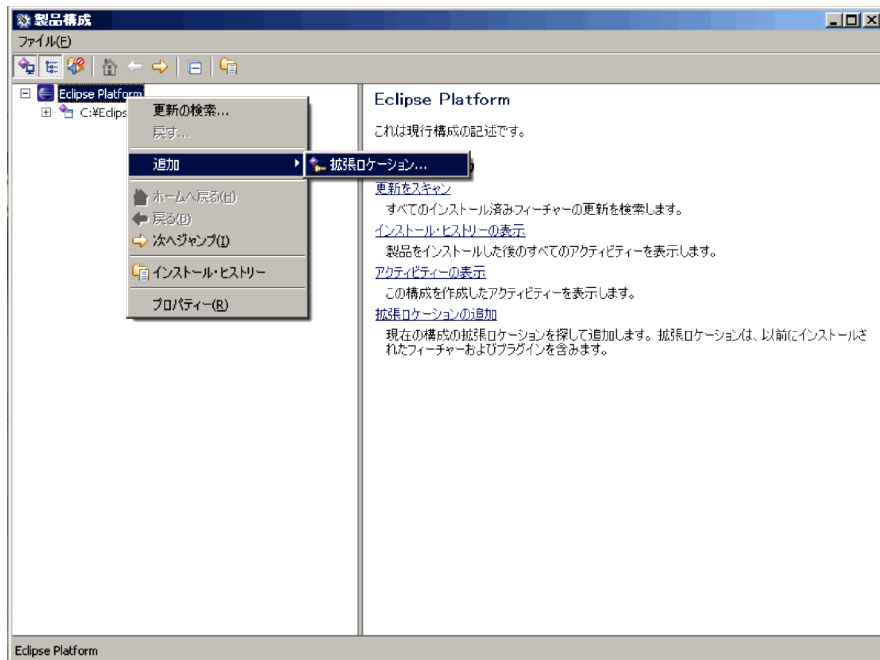 製品構成
ファイル(F)
Eclipse Platform
C:¥Eclips
更新の検索...
戻す...
追加
拡張ロケーション...
ホームへ戻る(H)
戻る(B)
次へジャンプ(I)
インストール・ヒストリー
プロパティー(R)
Eclipse Platform
これは現行構成の記述です。
更新をスキャン
すべてのインストール済みフィーチャーの更新を検索します。
インストール・ヒストリーの表示
製品をインストールした後のすべてのアクティビティーを表示します。
アクティビティーの表示
この構成を作成したアクティビティーを表示します。
拡張ロケーションの追加
現在の構成の拡張ロケーションを探して追加します。拡張ロケーションは、以前にインストールさ
れたフィーチャーおよびプラグインを含みます。
Eclipse Platform